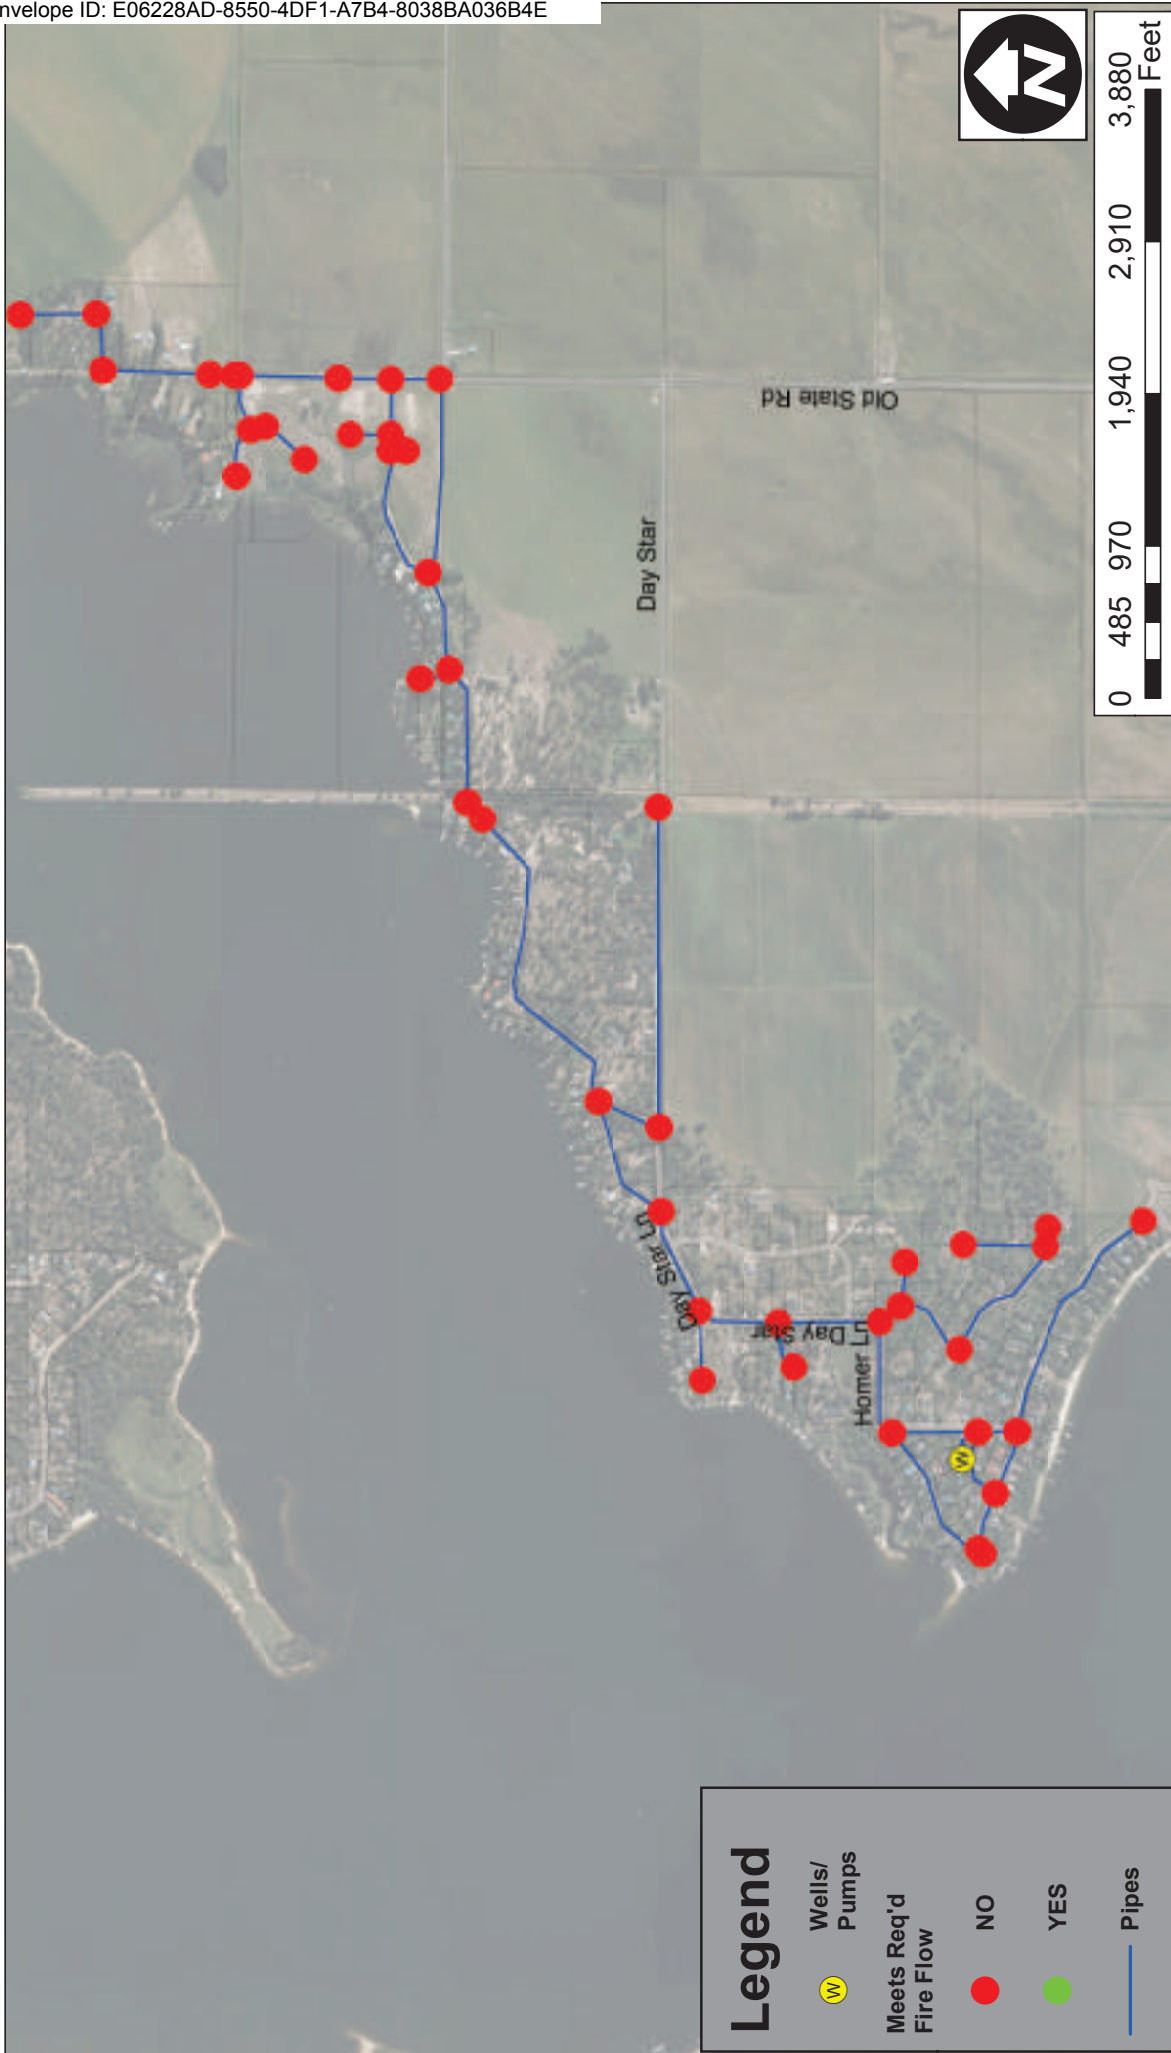 nvelope ID: E06228AD-8550-4DF1-A7B4-8038BA036B4E
N
0 485 970 1,940 2,910 3,880
Feet
Old State Rd
Day Star
Day Star Ln
Day Star
Homer Ln
W
Legend
W Wells/
Pumps
Meets Req'd
Fire Flow
NO
YES
Pipes